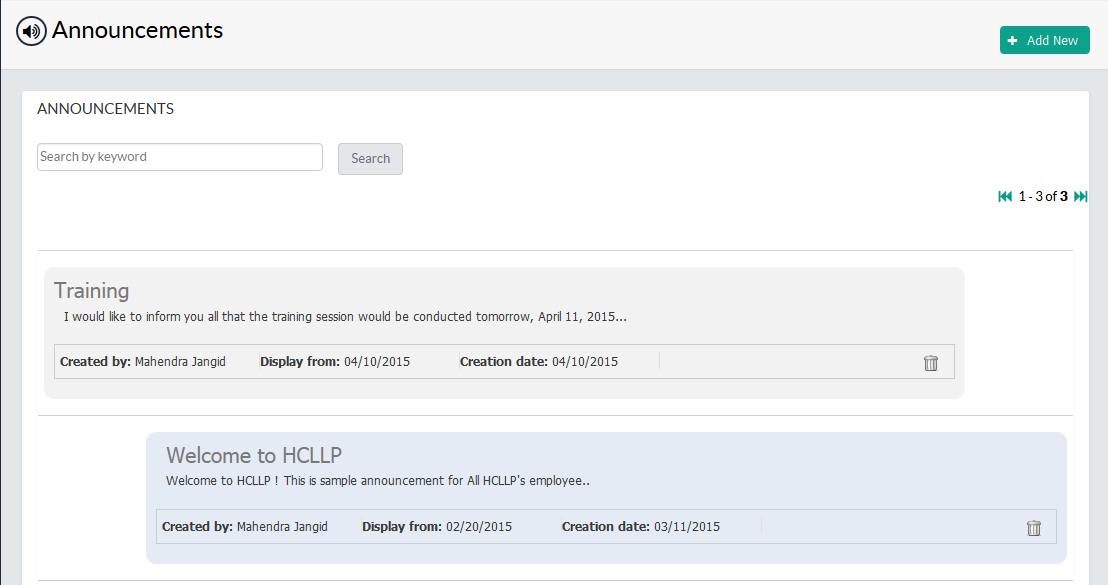 Announcements
Add New
ANNOUNCEMENTS
Search by keyword
Search
1 - 3 of 3
Training
I would like to inform you all that the training session would be conducted tomorrow, April 11, 2015...
Created by: Mahendra Jangid Display from: 04/10/2015 Creation date: 04/10/2015
Welcome to HCLLP
Welcome to HCLLP ! This is sample announcement for All HCLLP's employee..
Created by: Mahendra Jangid Display from: 02/20/2015 Creation date: 03/11/2015